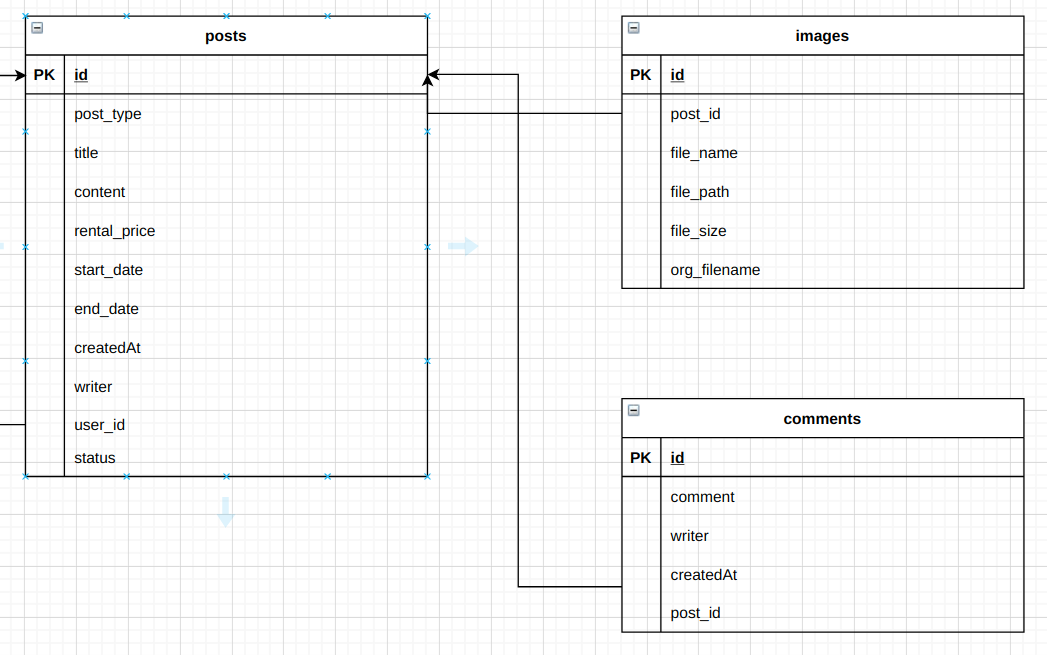 posts
PK id
post_type
title
content
rental_price
start_date
end_date
createdAt
writer
user_id
status
images
PK id
post_id
file_name
file_path
file_size
org_filename
comments
PK id
comment
writer
createdAt
post_id